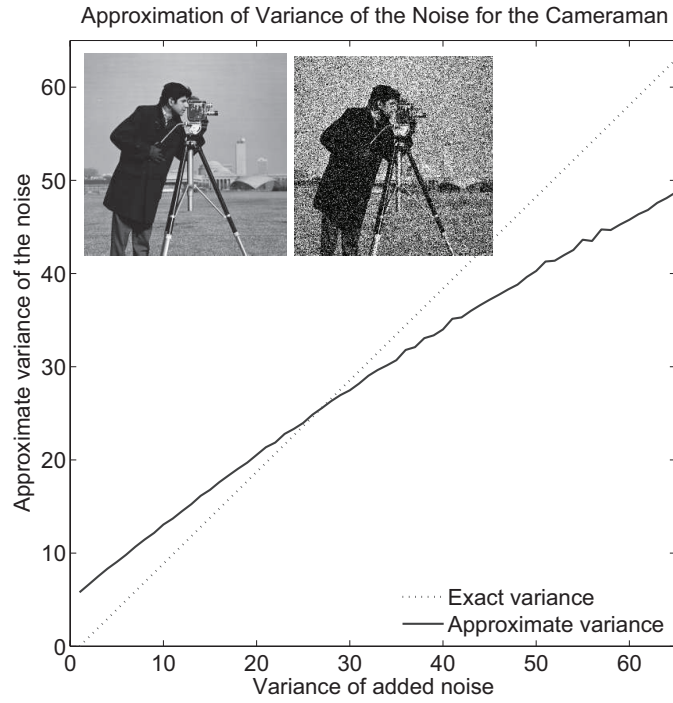 Approximation of Variance of the Noise for the Cameraman
60
50
40
30
20
10
0
Approximate variance of the noise
Exact variance
Approximate variance
0 10 20 30 40 50 60
Variance of added noise